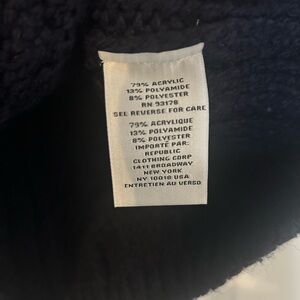 79% ACRYLIC
13% POLYAMIDE
8% POLYESTER
RN 93178
SEE REVERSE FOR CARE
79% ACRYLIQUE
13% POLYAMIDE
8% POLYESTER
IMPORTÉ PAR:
REPUBLIC
CLOTHING CORP
1411 BROADWAY
NEW YORK
NY 10018 USA
ENTRETIEN AU VERSO